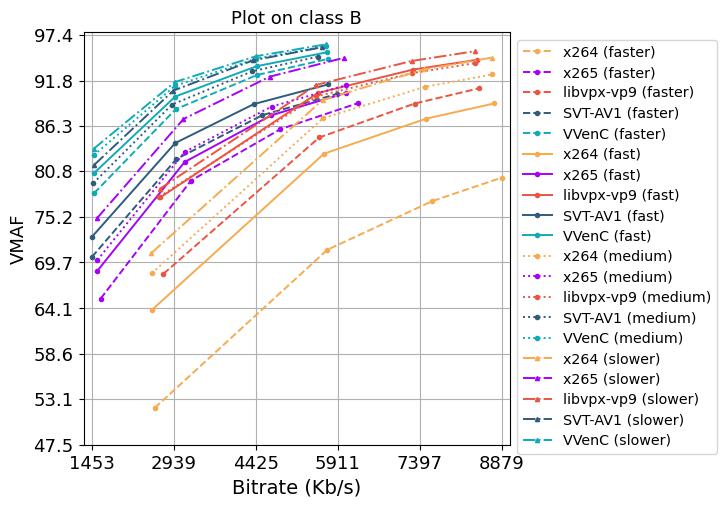 Plot on class B
97.4
91.8
86.3
80.8
75.2
69.7
64.1
58.6
53.1
47.5
VMAF
1453
2939
4425
5911
7397
8879
Bitrate (Kb/s)
x264 (faster)
x265 (faster)
libvpx-vp9 (faster)
SVT-AV1 (faster)
VVenC (faster)
x264 (fast)
x265 (fast)
libvpx-vp9 (fast)
SVT-AV1 (fast)
VVenC (fast)
x264 (medium)
x265 (medium)
libvpx-vp9 (medium)
SVT-AV1 (medium)
VVenC (medium)
x264 (slower)
x265 (slower)
libvpx-vp9 (slower)
SVT-AV1 (slower)
VVenC (slower)